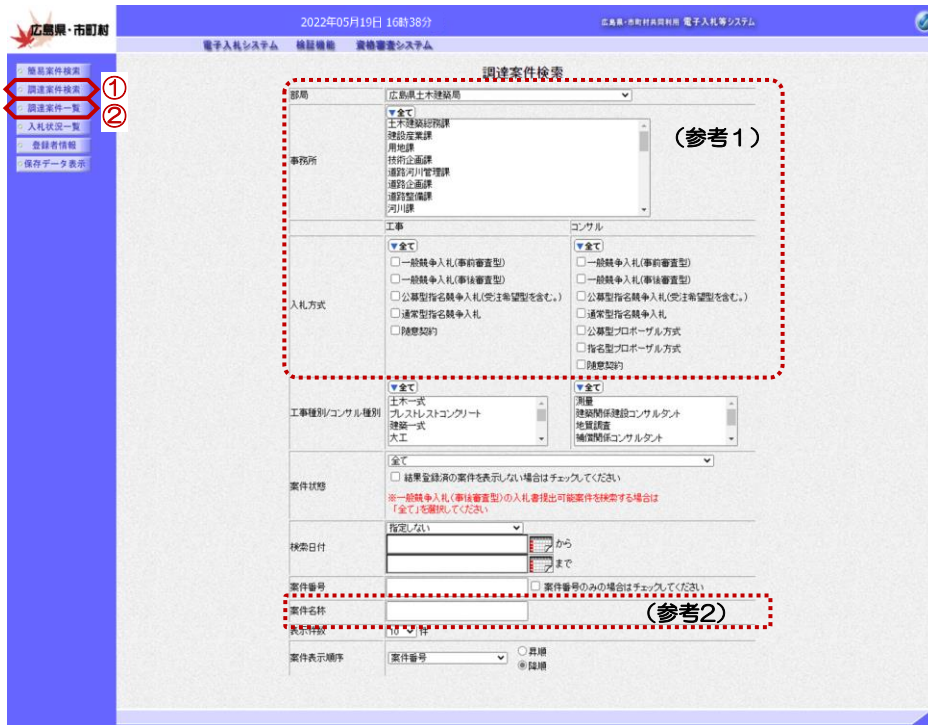 広島県・市町村
2022年05月19日 16時38分
広島県・市町村共同利用 電子入札等システム
電子入札システム 検証機能 資格審査システム
簡易案件検索
調達案件検索
①
調達案件一覧
②
入札状況一覧
登録者情報
保存データ表示
調達案件検索
部局
広島県土木建築局
事務所
▼全て
土木建築総務課
建設産業課
用地課
技術企画課
道路河川管理課
道路企画課
道路整備課
河川課
(参考1)
入札方式
工事
コンサル
▼全て
▼全て
一般競争入札(事前審査型)
一般競争入札(事前審査型)
一般競争入札(事後審査型)
一般競争入札(事後審査型)
公募型指名競争入札(受注希望型を含む。)
公募型指名競争入札(受注希望型を含む。)
通常型指名競争入札
通常型指名競争入札
随意契約
公募型プロポーザル方式
指名型プロポーザル方式
随意契約
工事種別/コンサル種別
▼全て
土木一式
プレストレストコンクリート
建築一式
大工
▼全て
測量
建築関係建設コンサルタント
地質調査
補償関係コンサルタント
案件状態
全て
結果登録済の案件を表示しない場合はチェックしてください
※一般競争入札(事後審査型)の入札書提出可能案件を検索する場合は
「全て」を選択してください
検索日付
指定しない
から
まで
案件番号
案件番号のみの場合はチェックしてください
案件名称
(参考2)
表示件数
10 件
案件表示順序
案件番号
昇順
降順